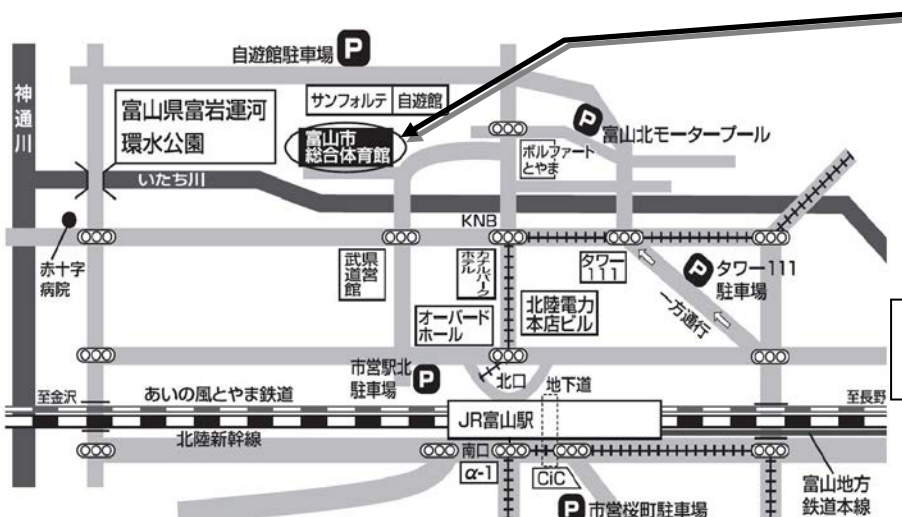 自遊館駐車場 P
神通川
富山県富岩運河
環水公園
サンフォルテ
自遊館
富山市
総合体育館
P 富山北モータープール
ボルファート
とやま
いたち川
KNB
赤十字
病院
県営
武道館
カナルパーク
ホテル
タワー
111
P タワー111
駐車場
一方通行
オーバード
ホール
北陸電力
本店ビル
市営駅北
駐車場 P
北口
地下道
至金沢
あいの風とやま鉄道
至長野
JR富山駅
北陸新幹線
南口
α-1
CiC
富山地方
鉄道本線
P 市営桜町駐車場